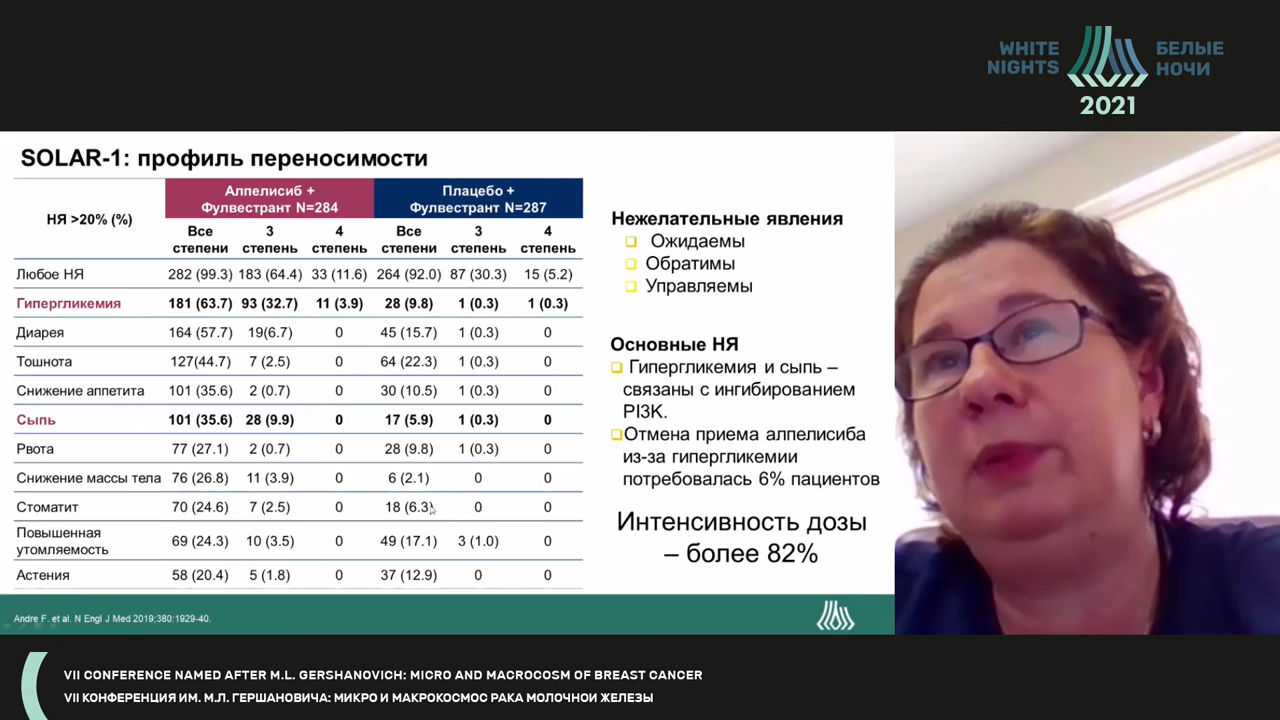 WHITE
NIGHTS
БЕЛЫЕ
НОЧИ
2021
SOLAR-1: профиль переносимости
НЯ >20% (%)
Алпелисиб +
Фулвестрант N=284
Плацебо +
Фулвестрант N=287
Все степени 3 степень 4 степень Все степени 3 степень 4 степень
Любое НЯ 282 (99.3) 183 (64.4) 33 (11.6) 264 (92.0) 87 (30.3) 15 (5.2)
Гипергликемия 181 (63.7) 93 (32.7) 11 (3.9) 28 (9.8) 1 (0.3) 1 (0.3)
Диарея 164 (57.7) 19(6.7) 0 45 (15.7) 1 (0.3) 0
Тошнота 127(44.7) 7 (2.5) 0 64 (22.3) 1 (0.3) 0
Снижение аппетита 101 (35.6) 2 (0.7) 0 30 (10.5) 1 (0.3) 0
Сыпь 101 (35.6) 28 (9.9) 0 17 (5.9) 1 (0.3) 0
Рвота 77 (27.1) 2 (0.7) 0 28 (9.8) 1 (0.3) 0
Снижение массы тела 76 (26.8) 11 (3.9) 0 6 (2.1) 0 0
Стоматит 70 (24.6) 7 (2.5) 0 18 (6.3) 0 0
Повышенная утомляемость 69 (24.3) 10 (3.5) 0 49 (17.1) 3 (1.0) 0
Астения 58 (20.4) 5 (1.8) 0 37 (12.9) 0 0
Нежелательные явления
Ожидаемы
Обратимы
Управляемы
Основные НЯ
Гипергликемия и сыпь –
связаны с ингибированием
PI3K.
Отмена приема алпелисиба
из-за гипергликемии
потребовалась 6% пациентов
Интенсивность дозы
– более 82%
Andre F. et al. N Engl J Med 2019;380:1929-40.
VII CONFERENCE NAMED AFTER M.L. GERSHANOVICH: MICRO AND MACROCOSM OF BREAST CANCER
VII КОНФЕРЕНЦИЯ ИМ. М.Л. ГЕРШАНОВИЧА: МИКРО И МАКРОКОСМОС РАКА МОЛОЧНОЙ ЖЕЛЕЗЫ